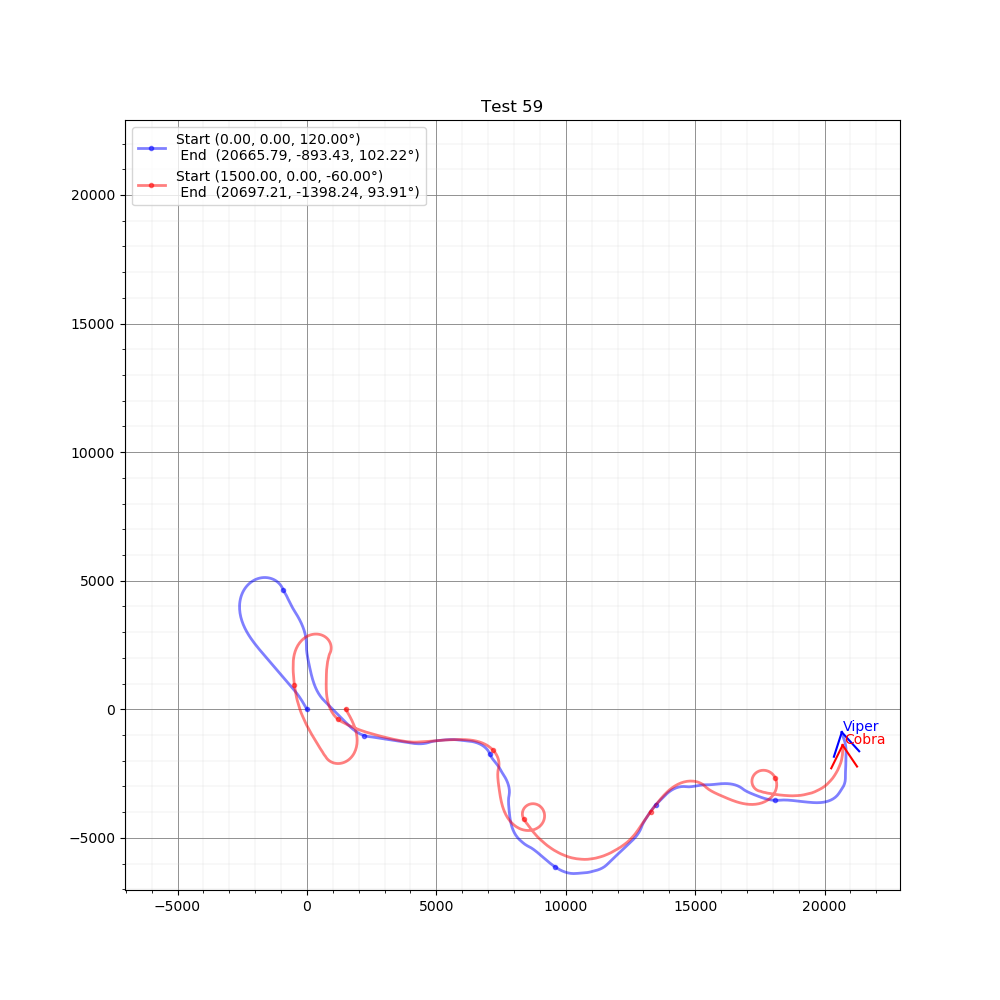 Test 59
Start (0.00, 0.00, 120.00°)
End (20665.79, -893.43, 102.22°)
Start (1500.00, 0.00, -60.00°)
End (20697.21, -1398.24, 93.91°)
20000
15000
10000
5000
0
−5000
Viper
Cobra
−5000 0 5000 10000 15000 20000